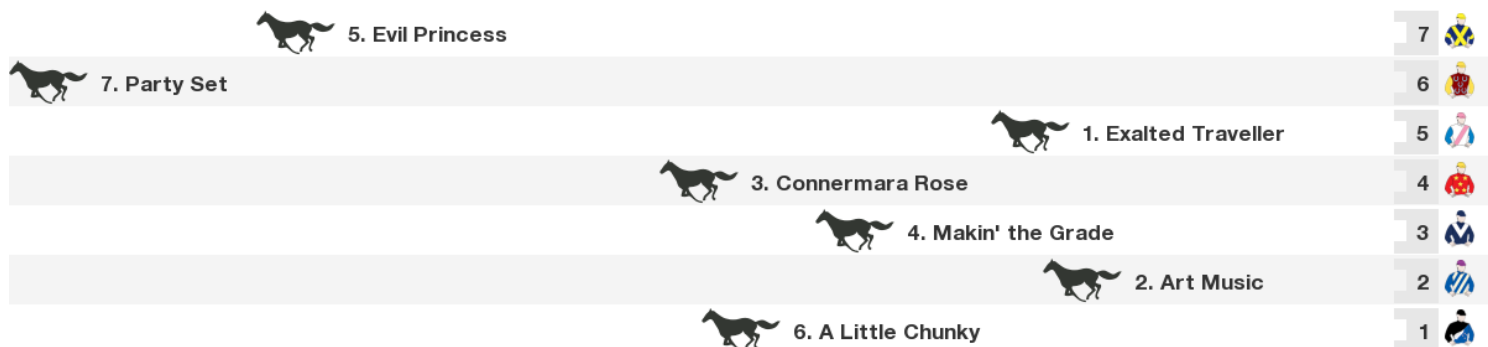 5. Evil Princess 7
7. Party Set 6
1. Exalted Traveller 5
3. Connermara Rose 4
4. Makin' the Grade 3
2. Art Music 2
6. A Little Chunky 1